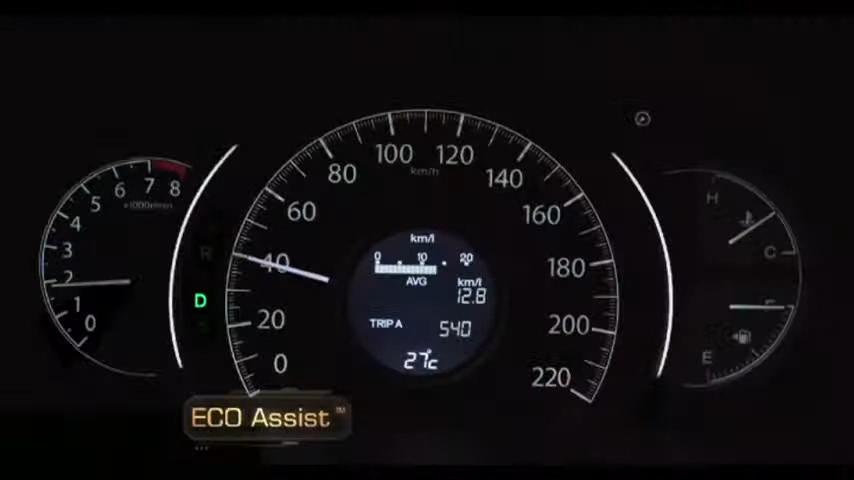 8
7
6
5
4
3
2
1
0
x1000r/min
R
D
0
20
40
60
80
100
120
140
160
180
200
220
km/h
km/l
0 10 20
AVG
km/l
12.8
TRIP A 540
27°c
H
C
F
E
ECO Assist™